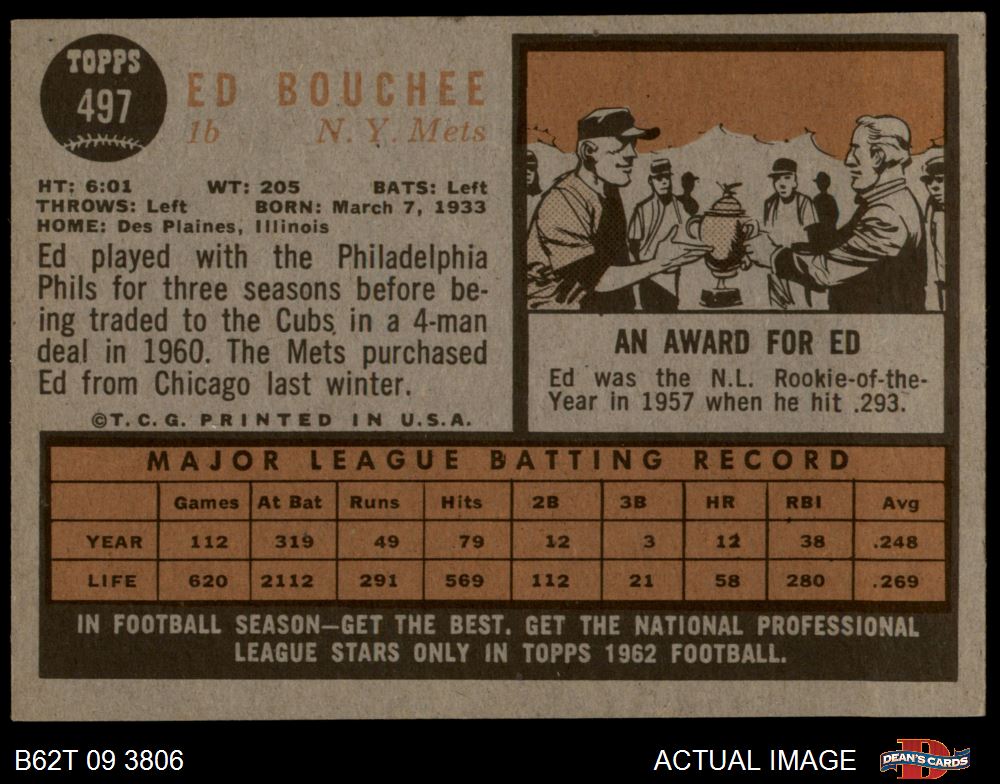 TOPPS
497
ED BOUCHEE
1b N. Y. Mets
HT: 6:01 WT: 205 BATS: Left
THROWS: Left BORN: March 7, 1933
HOME: Des Plaines, Illinois
Ed played with the Philadelphia
Phils for three seasons before be-
ing traded to the Cubs in a 4-man
deal in 1960. The Mets purchased
Ed from Chicago last winter.
©T. C. G. PRINTED IN U.S.A.
AN AWARD FOR ED
Ed was the N.L. Rookie-of-the-
Year in 1957 when he hit .293.
MAJOR LEAGUE BATTING RECORD
Games At Bat Runs Hits 2B 3B HR RBI Avg
YEAR 112 319 49 79 12 3 12 38 .248
LIFE 620 2112 291 569 112 21 58 280 .269
IN FOOTBALL SEASON—GET THE BEST. GET THE NATIONAL PROFESSIONAL
LEAGUE STARS ONLY IN TOPPS 1962 FOOTBALL.
B62T 09 3806 ACTUAL IMAGE DEAN'S CARDS